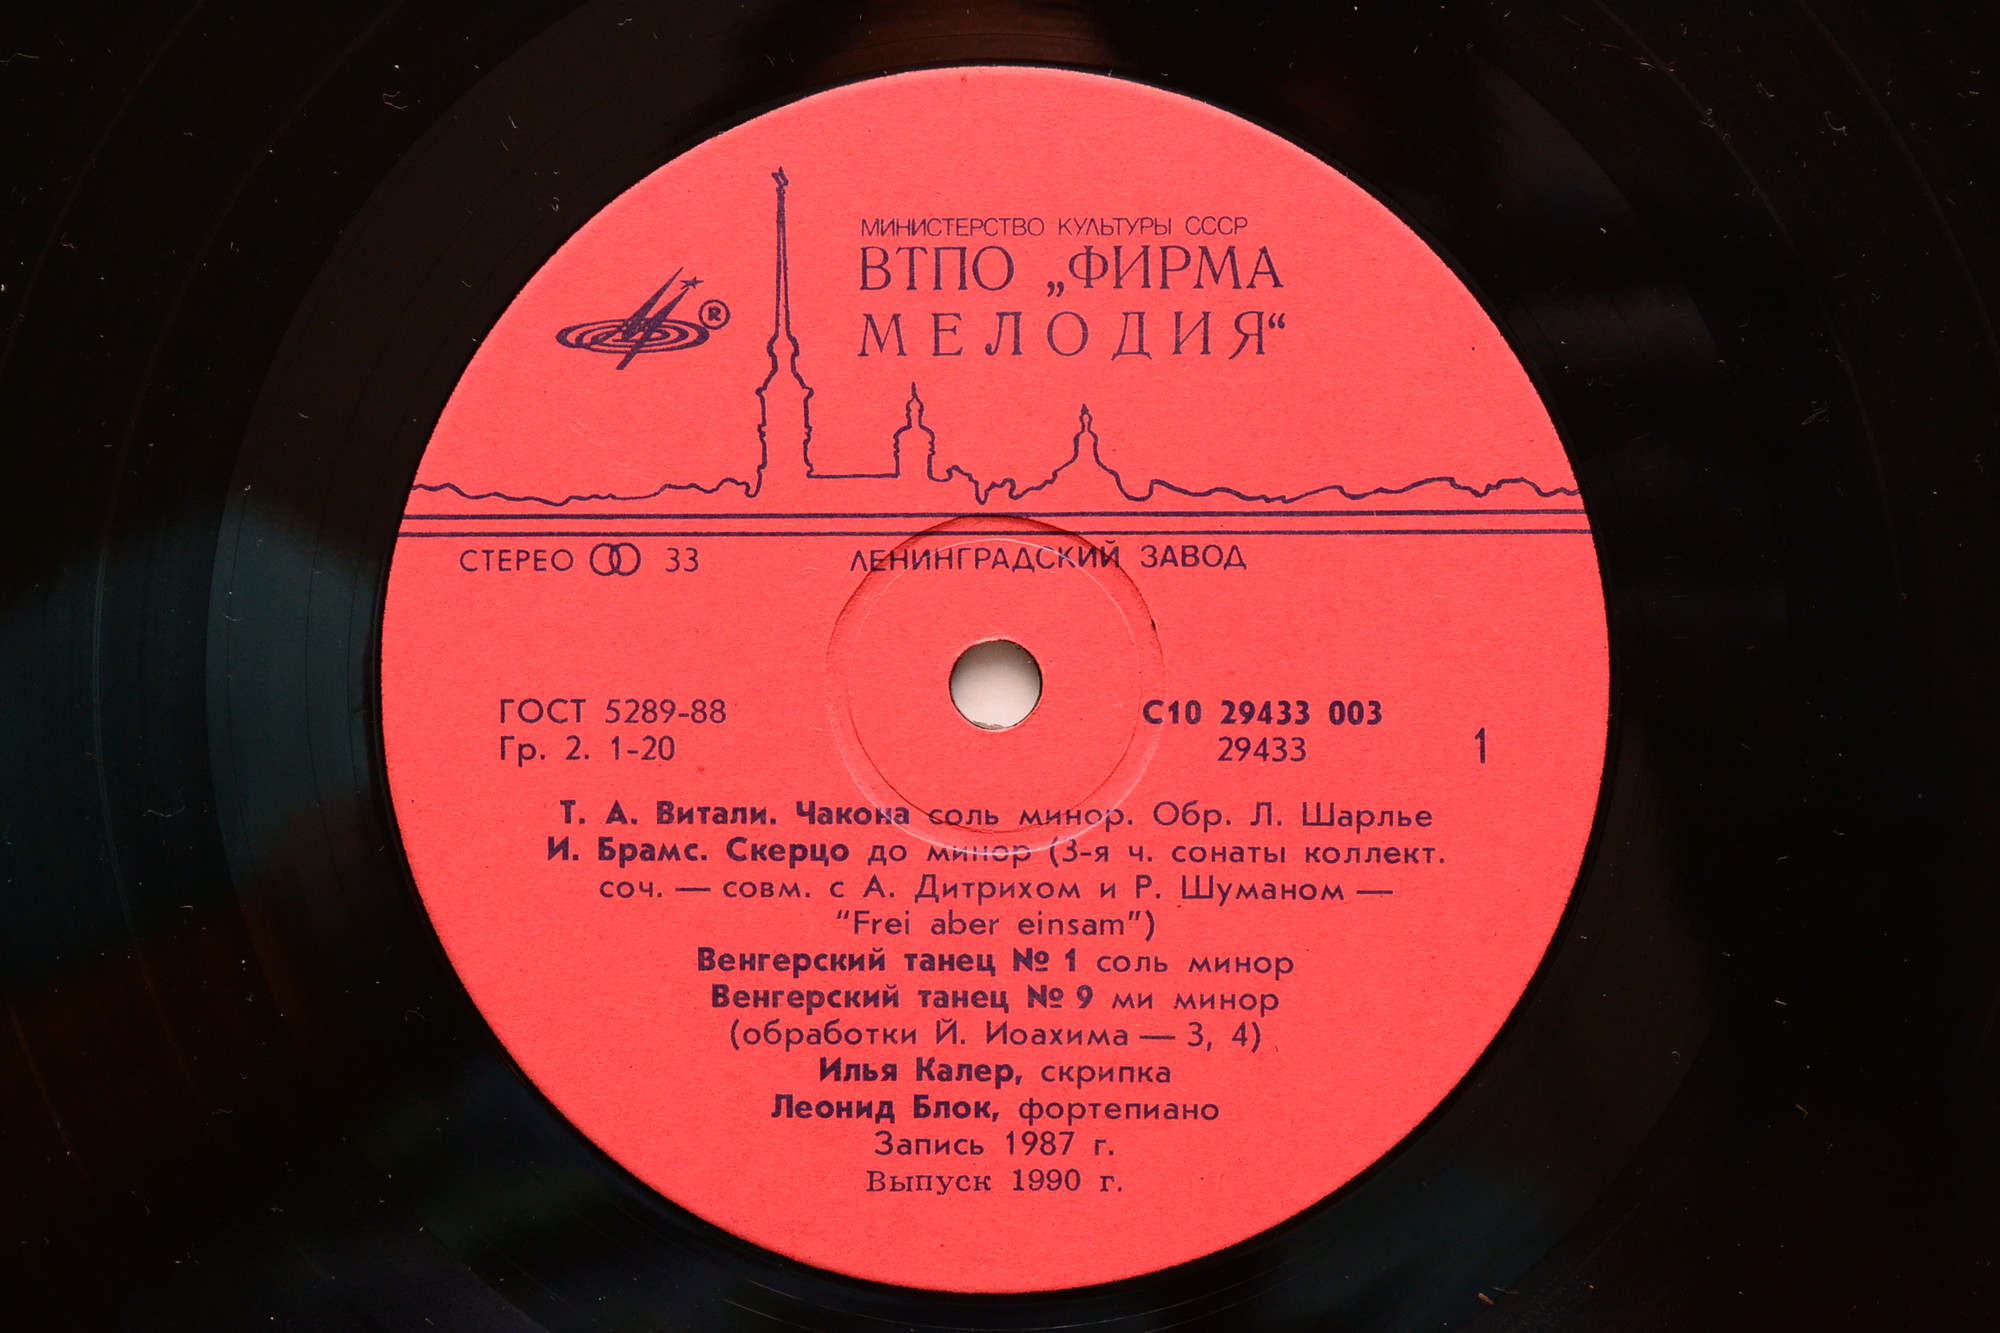 МИНИСТЕРСТВО КУЛЬТУРЫ СССР
ВТПО „ФИРМА
МЕЛОДИЯ“
®
СТЕРЕО 33 ЛЕНИНГРАДСКИЙ ЗАВОД
ГОСТ 5289-88 С10 29433 003
Гр. 2. 1-20 29433 1
Т. А. Витали. Чакона соль минор. Обр. Л. Шарлье
И. Брамс. Скерцо до минор (3-я ч. сонаты коллект.
соч. — совм. с А. Дитрихом и Р. Шуманом —
"Frei aber einsam")
Венгерский танец № 1 соль минор
Венгерский танец № 9 ми минор
(обработки Й. Иоахима — 3, 4)
Илья Калер, скрипка
Леонид Блок, фортепиано
Запись 1987 г.
Выпуск 1990 г.